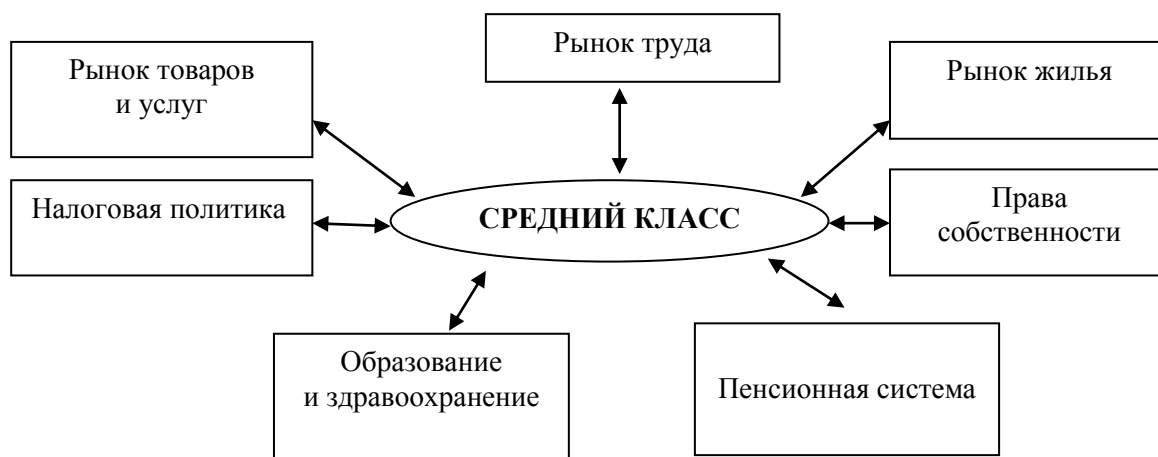 Рынок труда
Рынок товаров
и услуг
Рынок жилья
Налоговая политика
СРЕДНИЙ КЛАСС
Права
собственности
Образование
и здравоохранение
Пенсионная система